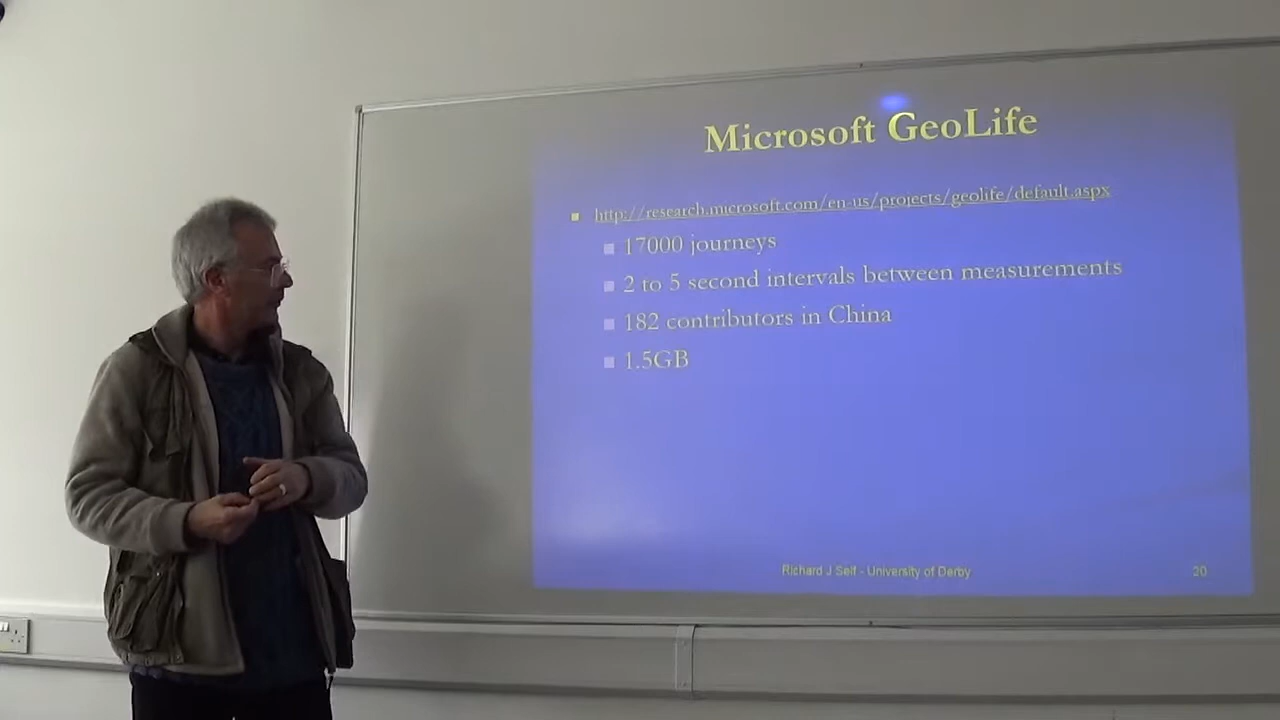 Microsoft GeoLife
http://research.microsoft.com/en-us/projects/geolife/default.aspx
17000 journeys
2 to 5 second intervals between measurements
182 contributors in China
1.5GB
Richard J Self - University of Derby
20